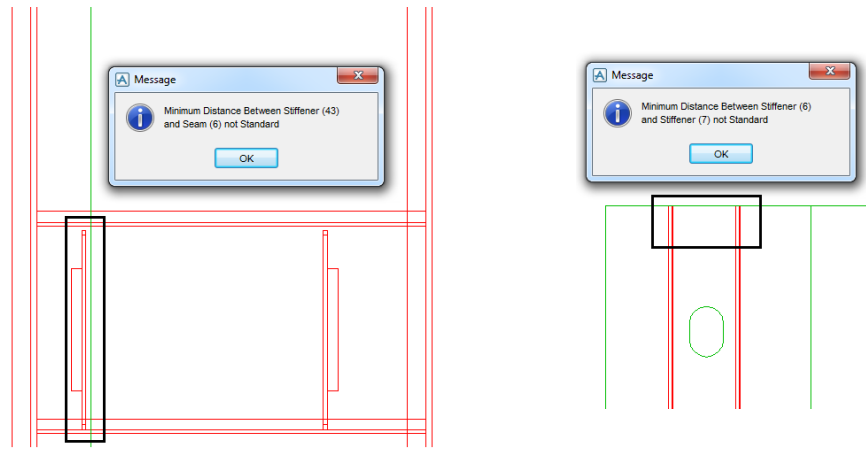 Message
Minimum Distance Between Stiffener (43)
and Seam (6) not Standard
OK
Message
Minimum Distance Between Stiffener (6)
and Stiffener (7) not Standard
OK